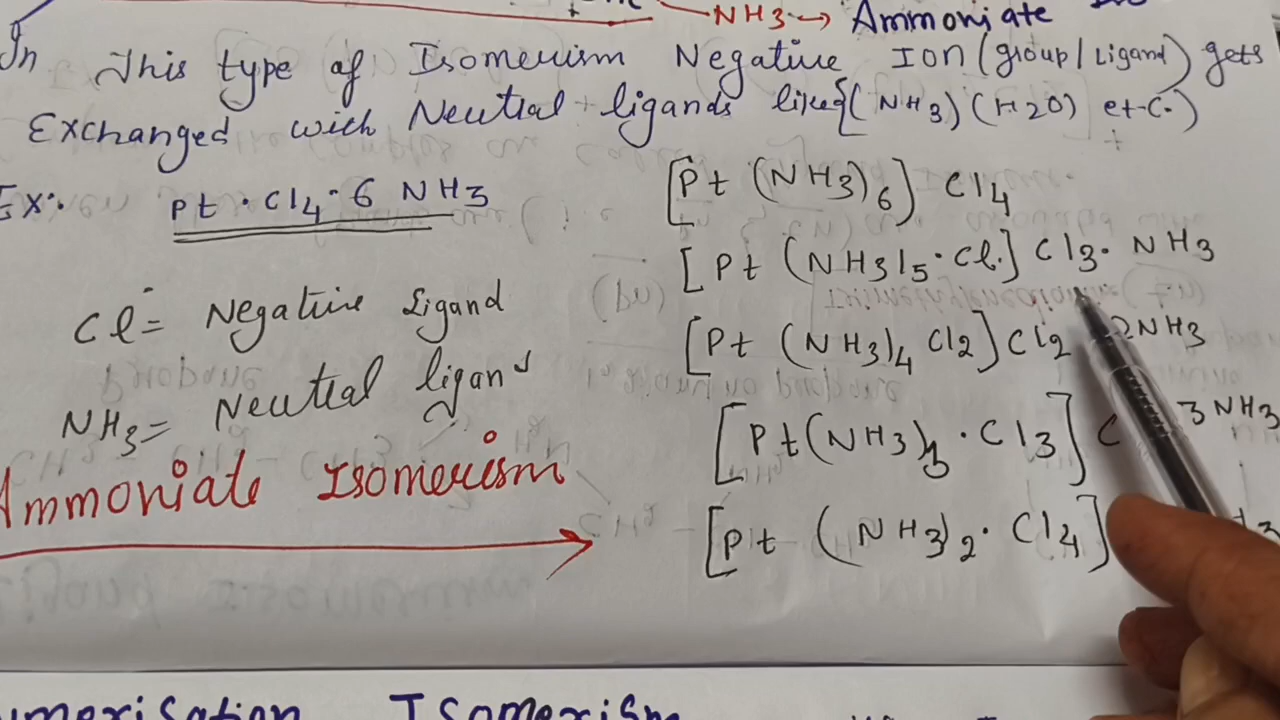 NH3 → Ammoniate
In This type of Isomerism Negative Ion (group/Ligand) gets
Exchanged with Neutral ligands like {(NH3) (H2O) etc.)
Ex:. Pt · Cl4 · 6 NH3
[Pt (NH3)6] Cl4
[Pt (NH3)5 · Cl.] Cl3 · NH3
Cl⁻ = Negative Ligand
[Pt (NH3)4 Cl2] Cl2 2NH3
NH3 = Neutral ligand
[Pt (NH3)3 · Cl3] C 3NH3
Ammoniate Isomerism
[Pt (NH3)2 · Cl4]
Isomerism